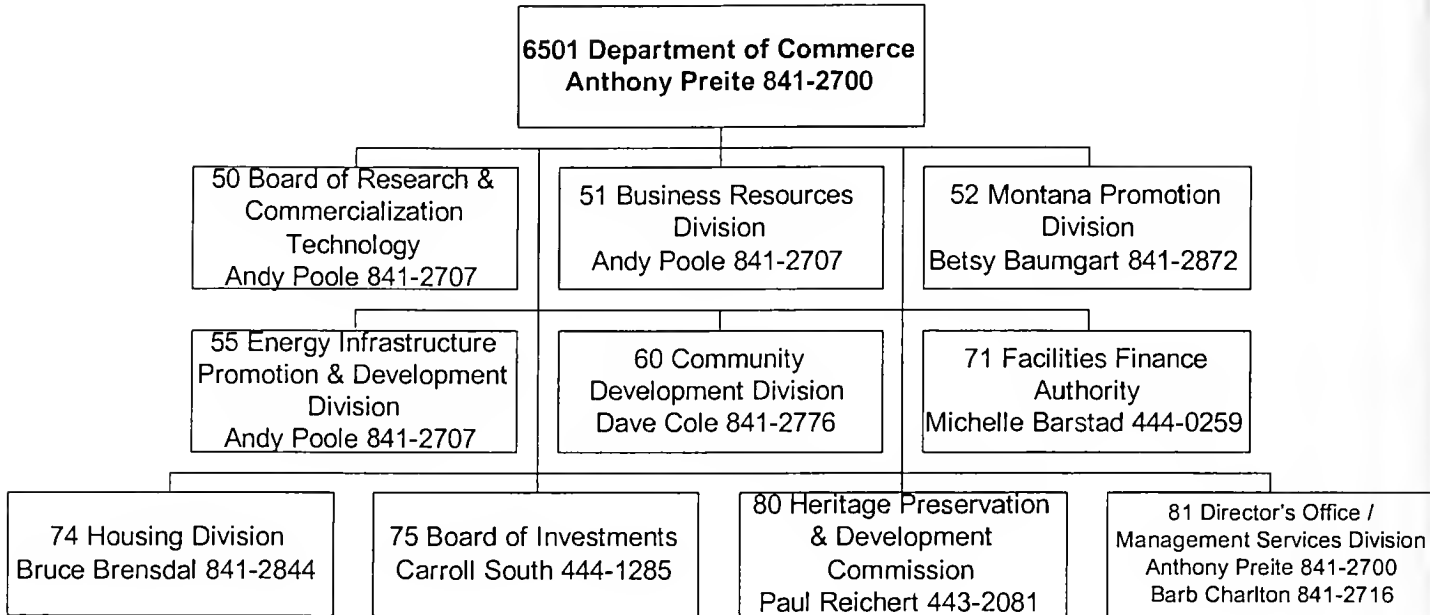 6501 Department of Commerce
Anthony Preite 841-2700
50 Board of Research &
Commercialization
Technology
Andy Poole 841-2707
51 Business Resources
Division
Andy Poole 841-2707
52 Montana Promotion
Division
Betsy Baumgart 841-2872
55 Energy Infrastructure
Promotion & Development
Division
Andy Poole 841-2707
60 Community
Development Division
Dave Cole 841-2776
71 Facilities Finance
Authority
Michelle Barstad 444-0259
74 Housing Division
Bruce Brensdal 841-2844
75 Board of Investments
Carroll South 444-1285
80 Heritage Preservation
& Development
Commission
Paul Reichert 443-2081
81 Director's Office /
Management Services Division
Anthony Preite 841-2700
Barb Charlton 841-2716